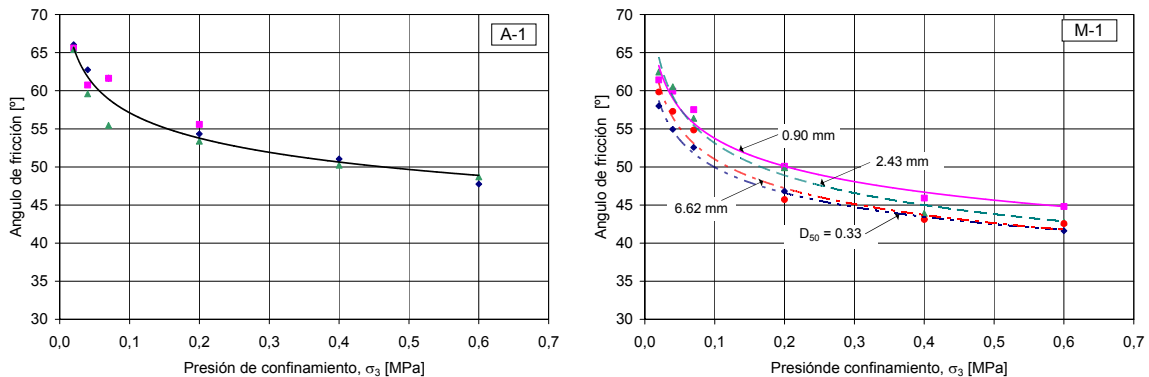 70
65
60
55
50
45
40
35
30
Angulo de fricción [º]
A-1
0,0 0,1 0,2 0,3 0,4 0,5 0,6 0,7
Presión de confinamiento, σ3 [MPa]
70
65
60
55
50
45
40
35
30
Angulo de fricción [º]
M-1
0.90 mm
2.43 mm
6.62 mm
D50 = 0.33
0,0 0,1 0,2 0,3 0,4 0,5 0,6 0,7
Presiónde confinamiento, σ3 [MPa]